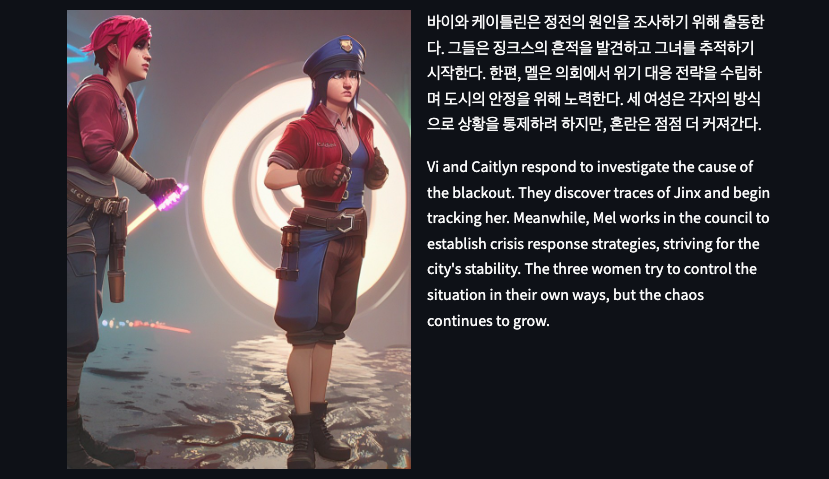 바이와 케이틀린은 정전의 원인을 조사하기 위해 출동한
다. 그들은 징크스의 흔적을 발견하고 그녀를 추적하기
시작한다. 한편, 멜은 의회에서 위기 대응 전략을 수립하
며 도시의 안정을 위해 노력한다. 세 여성은 각자의 방식
으로 상황을 통제하려 하지만, 혼란은 점점 더 커져간다.
Vi and Caitlyn respond to investigate the cause of
the blackout. They discover traces of Jinx and begin
tracking her. Meanwhile, Mel works in the council to
establish crisis response strategies, striving for the
city's stability. The three women try to control the
situation in their own ways, but the chaos
continues to grow.